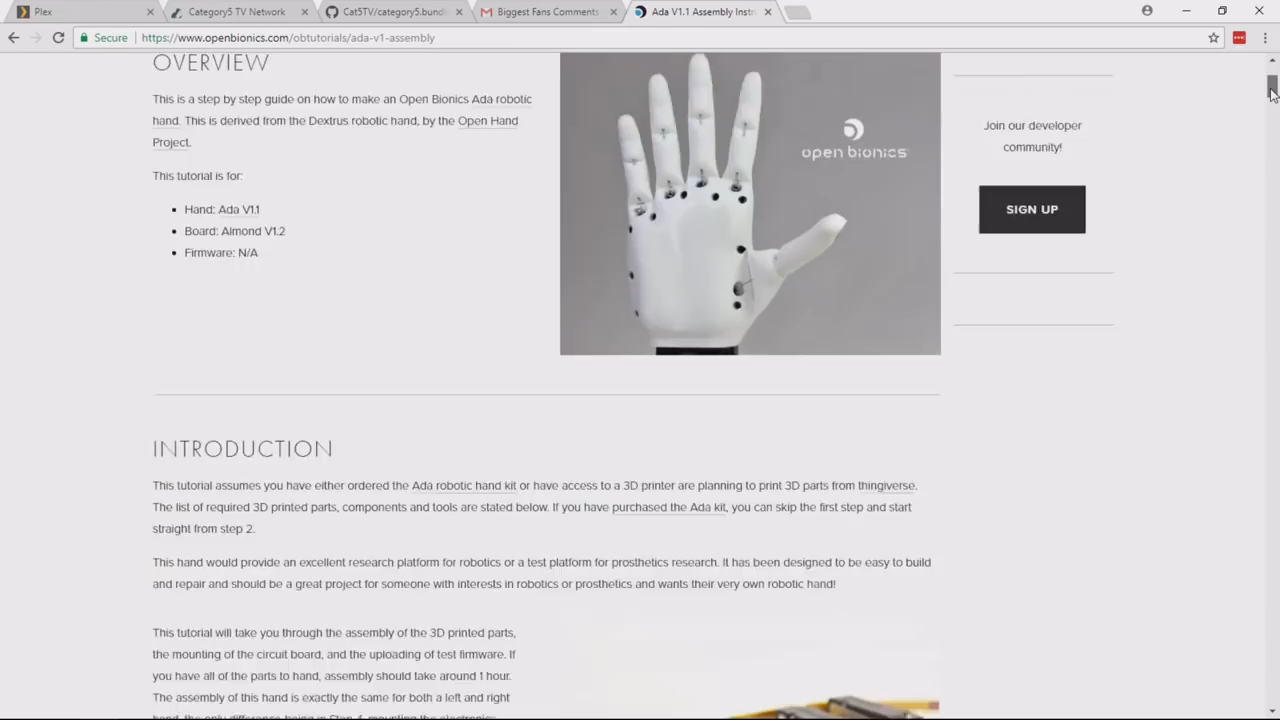 Plex
Category5 TV Network
Cat5TV/category5.bundl
Biggest Fans Comments
Ada V1.1 Assembly Instr
Secure
https://www.openbionics.com/obtutorials/ada-v1-assembly
OVERVIEW
This is a step by step guide on how to make an Open Bionics Ada robotic
hand. This is derived from the Dextrus robotic hand, by the Open Hand
Project.
This tutorial is for:
• Hand: Ada V1.1
• Board: Almond V1.2
• Firmware: N/A
open bionics
Join our developer
community!
SIGN UP
INTRODUCTION
This tutorial assumes you have either ordered the Ada robotic hand kit or have access to a 3D printer are planning to print 3D parts from thingiverse.
The list of required 3D printed parts, components and tools are stated below. If you have purchased the Ada kit, you can skip the first step and start
straight from step 2.
This hand would provide an excellent research platform for robotics or a test platform for prosthetics research. It has been designed to be easy to build
and repair and should be a great project for someone with interests in robotics or prosthetics and wants their very own robotic hand!
This tutorial will take you through the assembly of the 3D printed parts,
the mounting of the circuit board, and the uploading of test firmware. If
you have all of the parts to hand, assembly should take around 1 hour.
The assembly of this hand is exactly the same for both a left and right
hand, the only difference being in Step 4, mounting the electronics.